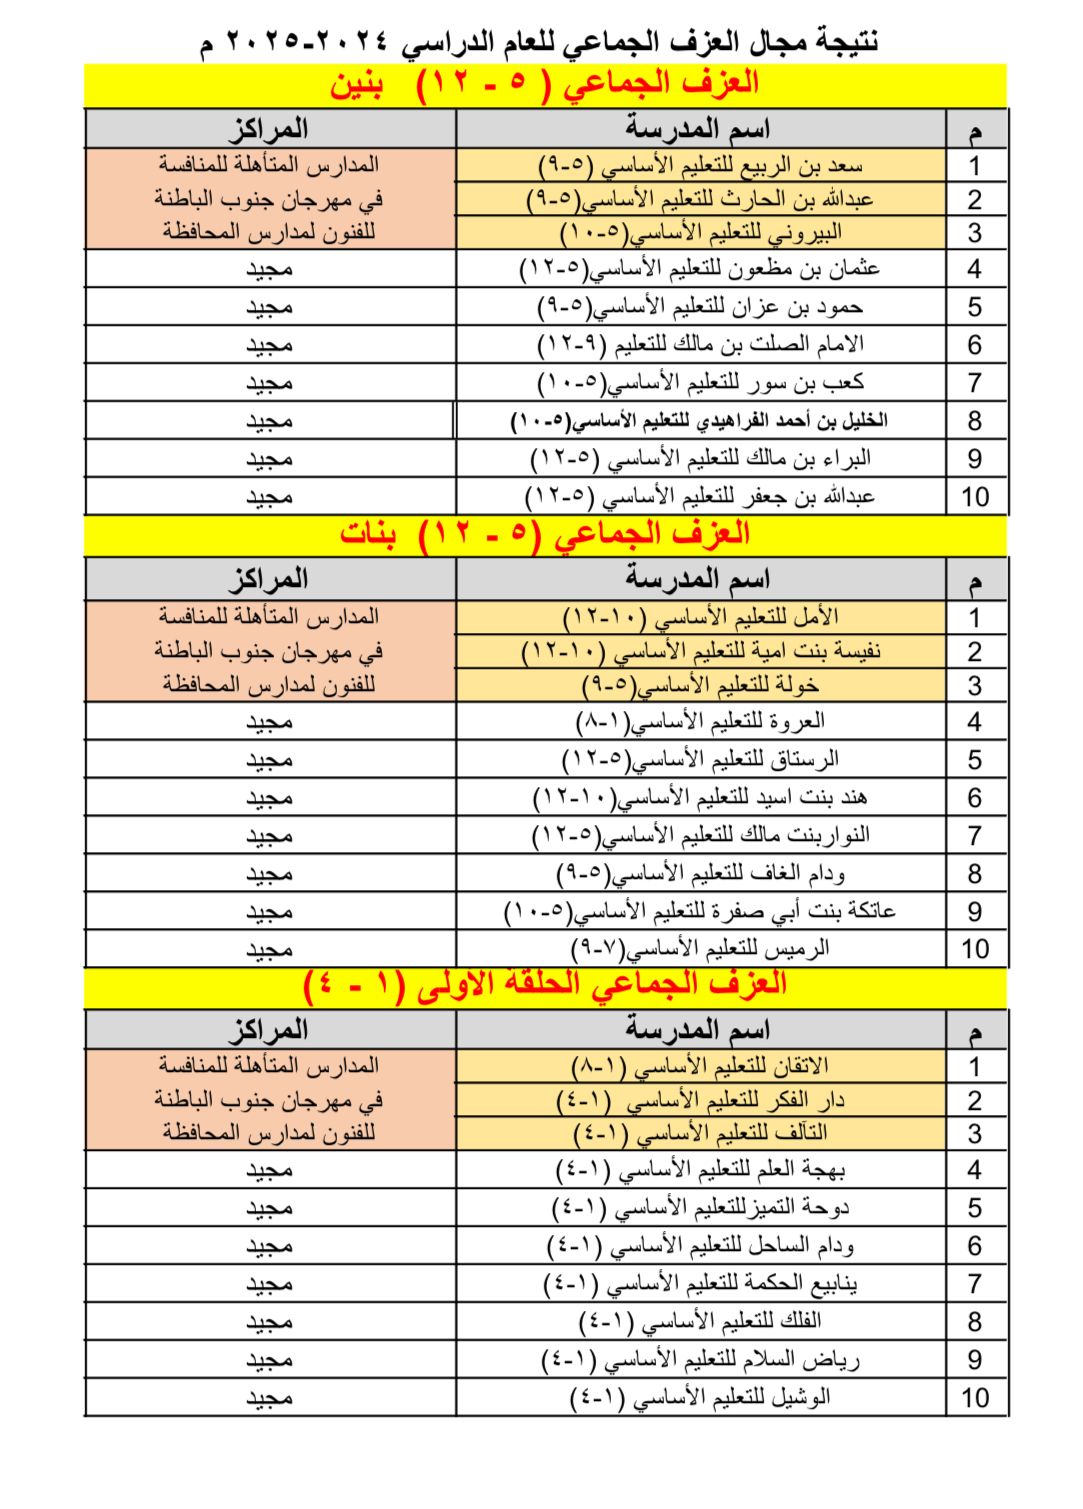 نتيجة مجال العزف الجماعي للعام الدراسي ٢٠٢٤-٢٠٢٥ م
العزف الجماعي ( ٥ - ١٢) بنين
م اسم المدرسة المراكز
1 سعد بن الربيع للتعليم الأساسي (٥-٩) المدارس المتأهلة للمنافسة
2 عبدالله بن الحارث للتعليم الأساسي(٥-٩) في مهرجان جنوب الباطنة
3 البيروني للتعليم الأساسي(٥-١٠) للفنون لمدارس المحافظة
4 عثمان بن مظعون للتعليم الأساسي(٥-١٢) مجيد
5 حمود بن عزان للتعليم الأساسي(٥-٩) مجيد
6 الامام الصلت بن مالك للتعليم (٩-١٢) مجيد
7 كعب بن سور للتعليم الأساسي(٥-١٠) مجيد
8 الخليل بن أحمد الفراهيدي للتعليم الأساسي(٥-١٠) مجيد
9 البراء بن مالك للتعليم الأساسي (٥-١٢) مجيد
10 عبدالله بن جعفر للتعليم الأساسي (٥-١٢) مجيد
العزف الجماعي (٥ - ١٢) بنات
م اسم المدرسة المراكز
1 الأمل للتعليم الأساسي (١٠-١٢) المدارس المتأهلة للمنافسة
2 نفيسة بنت امية للتعليم الأساسي (١٠-١٢) في مهرجان جنوب الباطنة
3 خولة للتعليم الأساسي(٥-٩) للفنون لمدارس المحافظة
4 العروة للتعليم الأساسي(١-٨) مجيد
5 الرستاق للتعليم الأساسي(٥-١٢) مجيد
6 هند بنت اسيد للتعليم الأساسي(١٠-١٢) مجيد
7 النواربنت مالك للتعليم الأساسي(٥-١٢) مجيد
8 ودام الغاف للتعليم الأساسي(٥-٩) مجيد
9 عاتكة بنت أبي صفرة للتعليم الأساسي(٥-١٠) مجيد
10 الرميس للتعليم الأساسي(٧-٩) مجيد
العزف الجماعي الحلقة الاولى (١ - ٤)
م اسم المدرسة المراكز
1 الاتقان للتعليم الأساسي (١-٨) المدارس المتأهلة للمنافسة
2 دار الفكر للتعليم الأساسي (١-٤) في مهرجان جنوب الباطنة
3 التآلف للتعليم الأساسي (١-٤) للفنون لمدارس المحافظة
4 بهجة العلم للتعليم الأساسي (١-٤) مجيد
5 دوحة التميزللتعليم الأساسي (١-٤) مجيد
6 ودام الساحل للتعليم الأساسي (١-٤) مجيد
7 ينابيع الحكمة للتعليم الأساسي (١-٤) مجيد
8 الفلك للتعليم الأساسي (١-٤) مجيد
9 رياض السلام للتعليم الأساسي (١-٤) مجيد
10 الوشيل للتعليم الأساسي (١-٤) مجيد